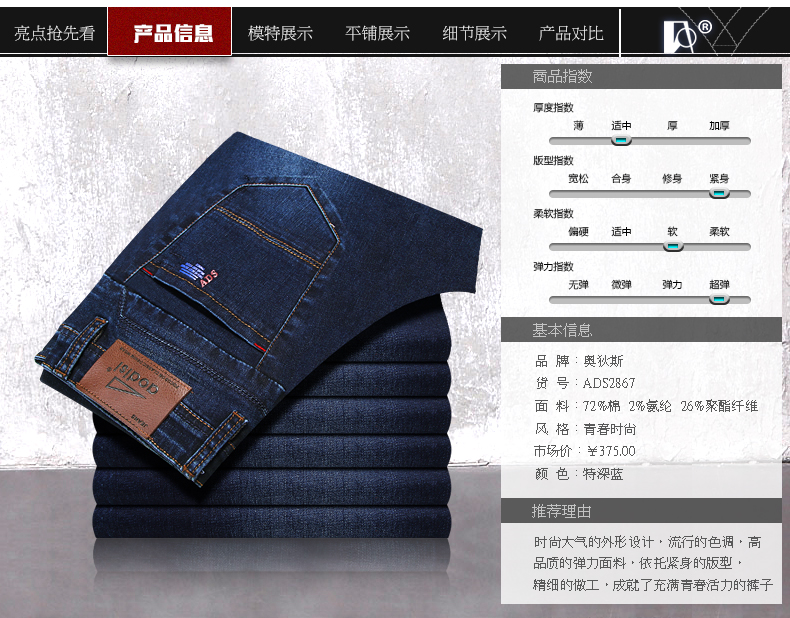 亮点抢先看 产品信息 模特展示 平铺展示 细节展示 产品对比
®
商品指数
厚度指数
薄 适中 厚 加厚
版型指数
宽松 合身 修身 紧身
柔软指数
偏硬 适中 软 柔软
弹力指数
无弹 微弹 弹力 超弹
ADS
基本信息
品 牌：奥狄斯
货 号：ADS2867
面 料：72%棉 2%氨纶 26%聚酯纤维
风 格：青春时尚
市场价：￥375.00
颜 色：特深蓝
推荐理由
时尚大气的外形设计，流行的色调，高
品质的弹力面料，依托紧身的版型，
精细的做工，成就了充满青春活力的裤子